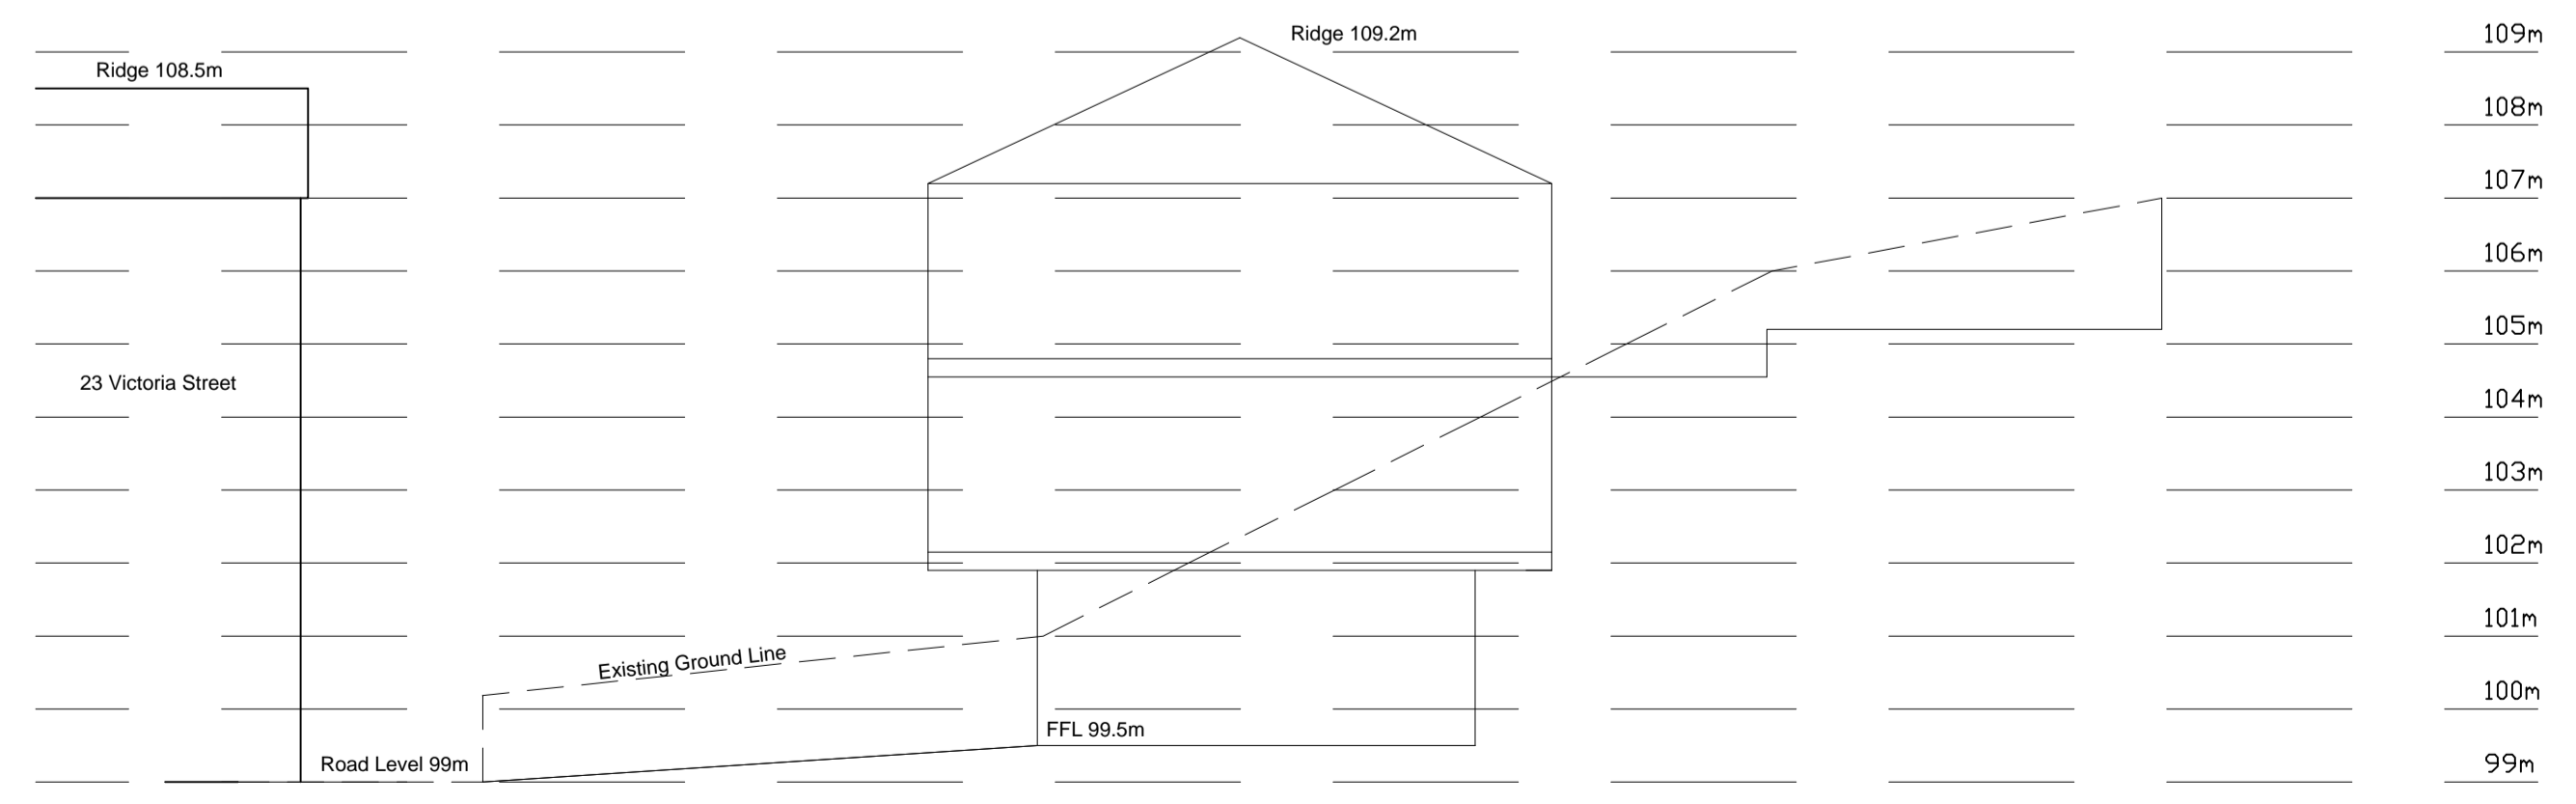 Ridge 109.2m
109m
Ridge 108.5m
108m
107m
106m
105m
23 Victoria Street
104m
103m
102m
101m
Existing Ground Line
100m
FFL 99.5m
Road Level 99m
99m